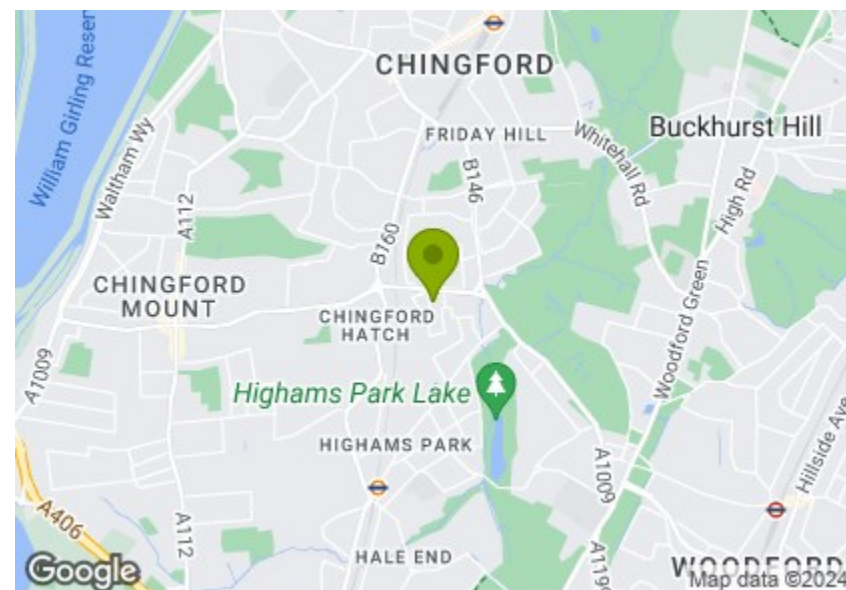 CHINGFORD
William Girling Reser
Waltham Wy
FRIDAY HILL
Whitehall Rd
Buckhurst Hill
B146
A112
High Rd
B160
CHINGFORD
MOUNT
CHINGFORD
HATCH
Woodford Green
A1009
Highams Park Lake
HIGHAMS PARK
Hillside Ave
A1009
A406
A112
HALE END
A1199
WOODFORD
Google
Map data ©2024